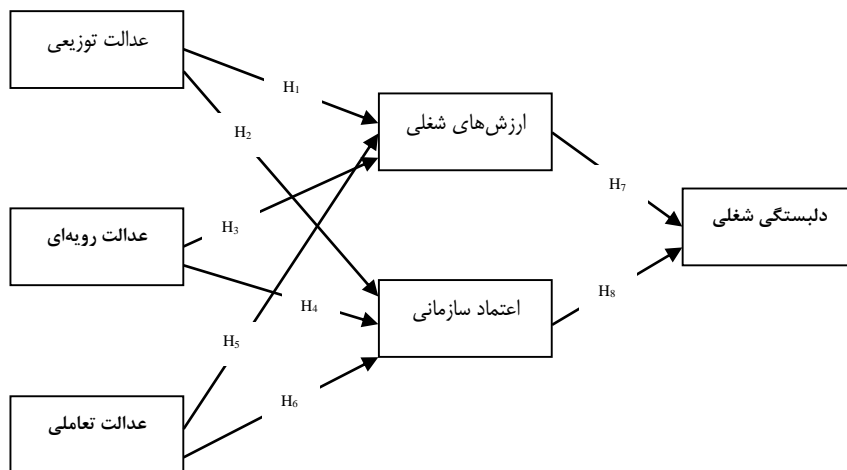 عدالت توزیعی
H₁
ارزش‌های شغلی
H₂
H₇
عدالت رویه‌ای
H₃
دلبستگی شغلی
اعتماد سازمانی
H₈
H₄
H₅
عدالت تعاملی
H₆